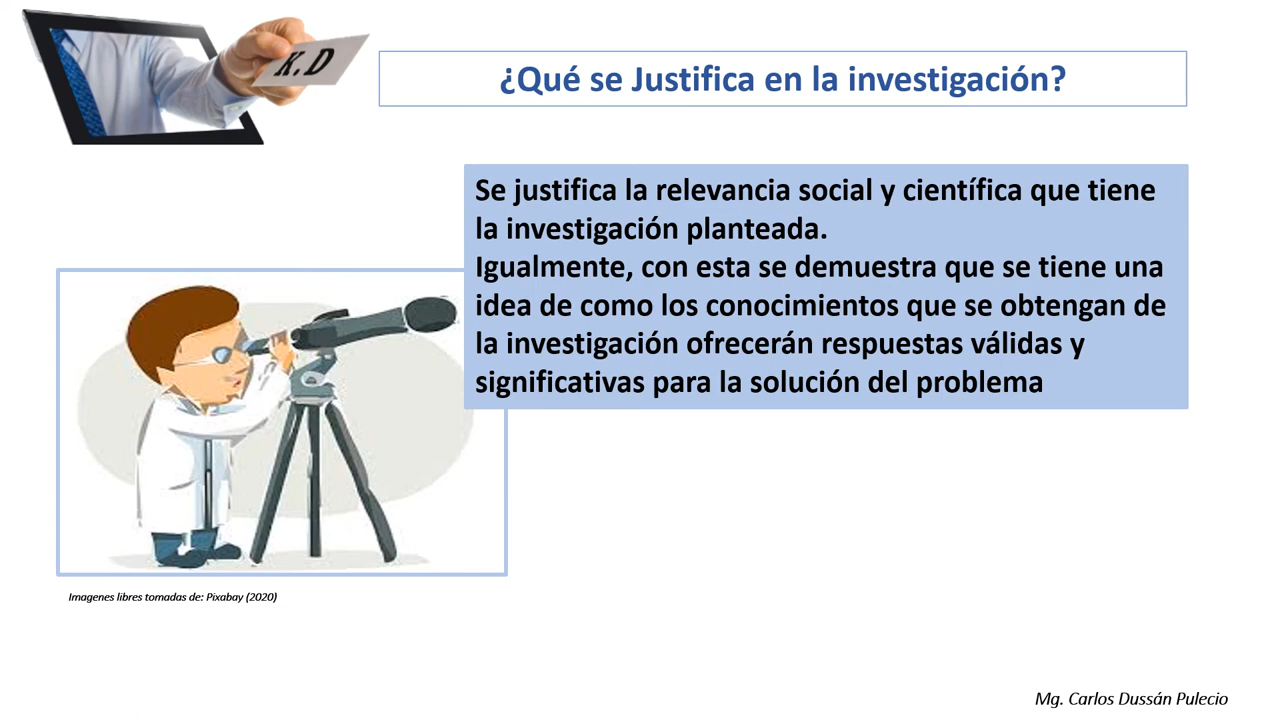 K.D
¿Qué se Justifica en la investigación?
Se justifica la relevancia social y científica que tiene
la investigación planteada.
Igualmente, con esta se demuestra que se tiene una
idea de como los conocimientos que se obtengan de
la investigación ofrecerán respuestas válidas y
significativas para la solución del problema
Imagenes libres tomadas de: Pixabay (2020)
Mg. Carlos Dussán Pulecio